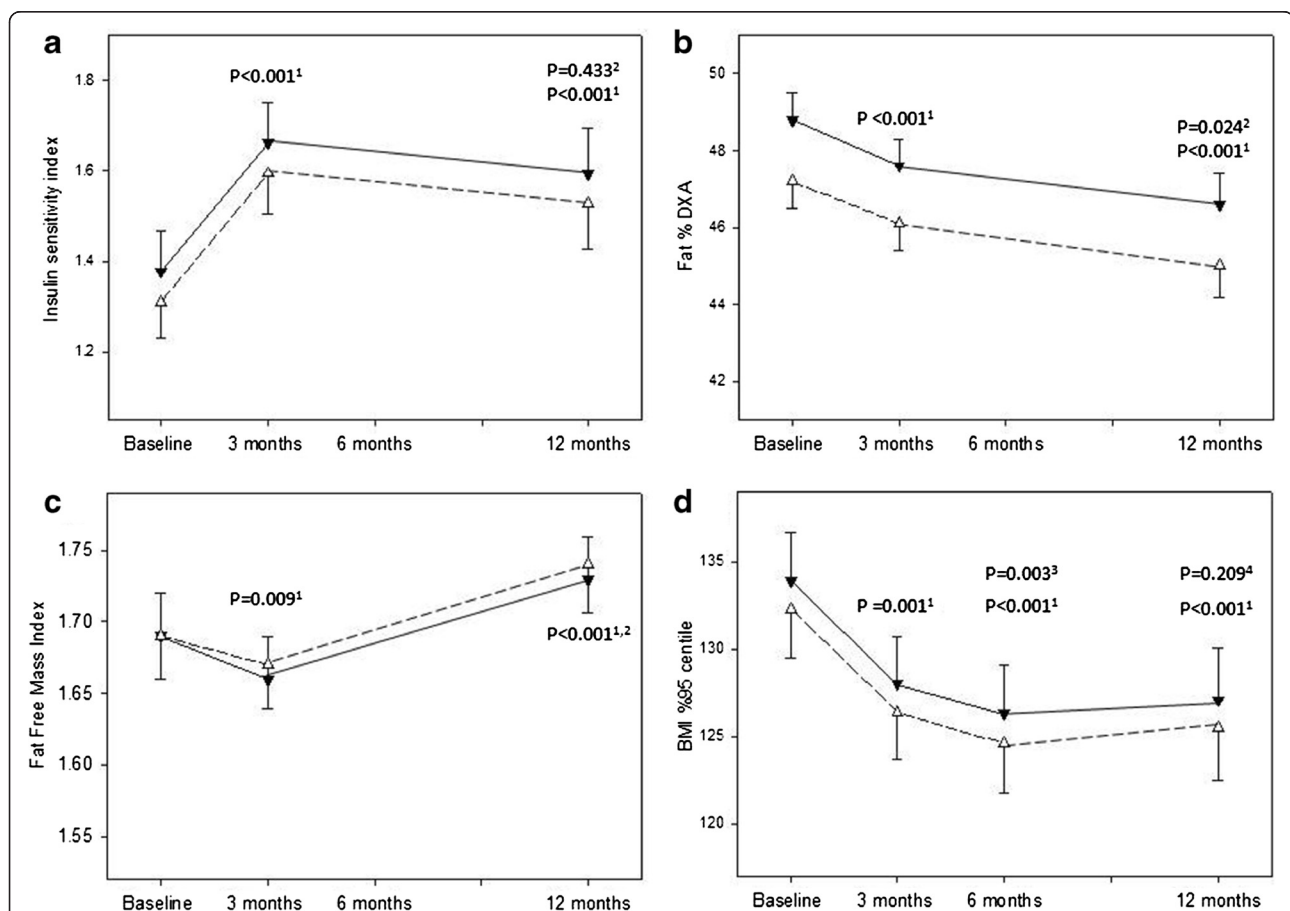 a
Insulin sensitivity index
1.8
1.6
1.4
1.2
P<0.001¹
P=0.433²
P<0.001¹
Baseline 3 months 6 months 12 months
b
Fat % DXA
50
48
46
44
42
P <0.001¹
P=0.024²
P<0.001¹
Baseline 3 months 6 months 12 months
c
Fat Free Mass Index
1.75
1.70
1.65
1.60
1.55
P=0.009¹
P<0.001¹,²
Baseline 3 months 6 months 12 months
d
BMI %95 centile
135
130
125
120
P =0.001¹
P=0.003³
P<0.001¹
P=0.209⁴
P<0.001¹
Baseline 3 months 6 months 12 months